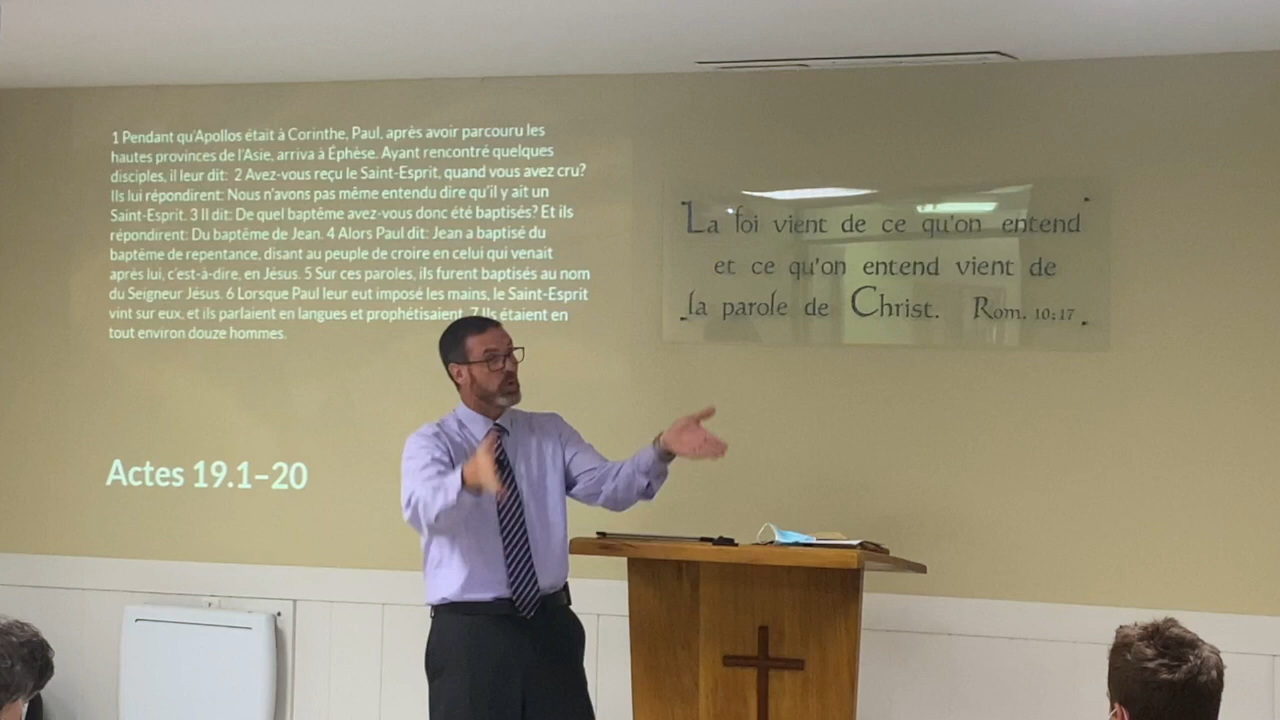 1 Pendant qu'Apollos était à Corinthe, Paul, après avoir parcouru les
hautes provinces de l'Asie, arriva à Éphèse. Ayant rencontré quelques
disciples, il leur dit: 2 Avez-vous reçu le Saint-Esprit, quand vous avez cru?
Ils lui répondirent: Nous n'avons pas même entendu dire qu'il y ait un
Saint-Esprit. 3 Il dit: De quel baptême avez-vous donc été baptisés? Et ils
répondirent: Du baptême de Jean. 4 Alors Paul dit: Jean a baptisé du
baptême de repentance, disant au peuple de croire en celui qui venait
après lui, c'est-à-dire, en Jésus. 5 Sur ces paroles, ils furent baptisés au nom
du Seigneur Jésus. 6 Lorsque Paul leur eut imposé les mains, le Saint-Esprit
vint sur eux, et ils parlaient en langues et prophétisaient. 7 Ils étaient en
tout environ douze hommes.
Actes 19.1–20
La foi vient de ce qu'on entend
et ce qu'on entend vient de
la parole de Christ. Rom. 10:17